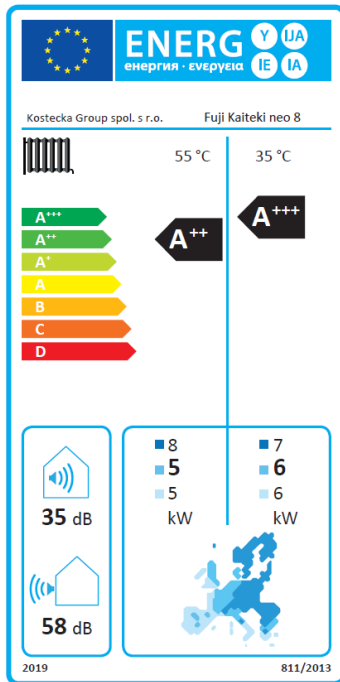 ENERG Y IJA
енергия · ενεργεια IE IA
Kostecka Group spol. s r.o. Fuji Kaiteki neo 8
55 °C 35 °C
A+++
A++
A+
A
B
C
D
A++
A+++
35 dB
58 dB
8 7
5 6
5 6
kW kW
2019 811/2013